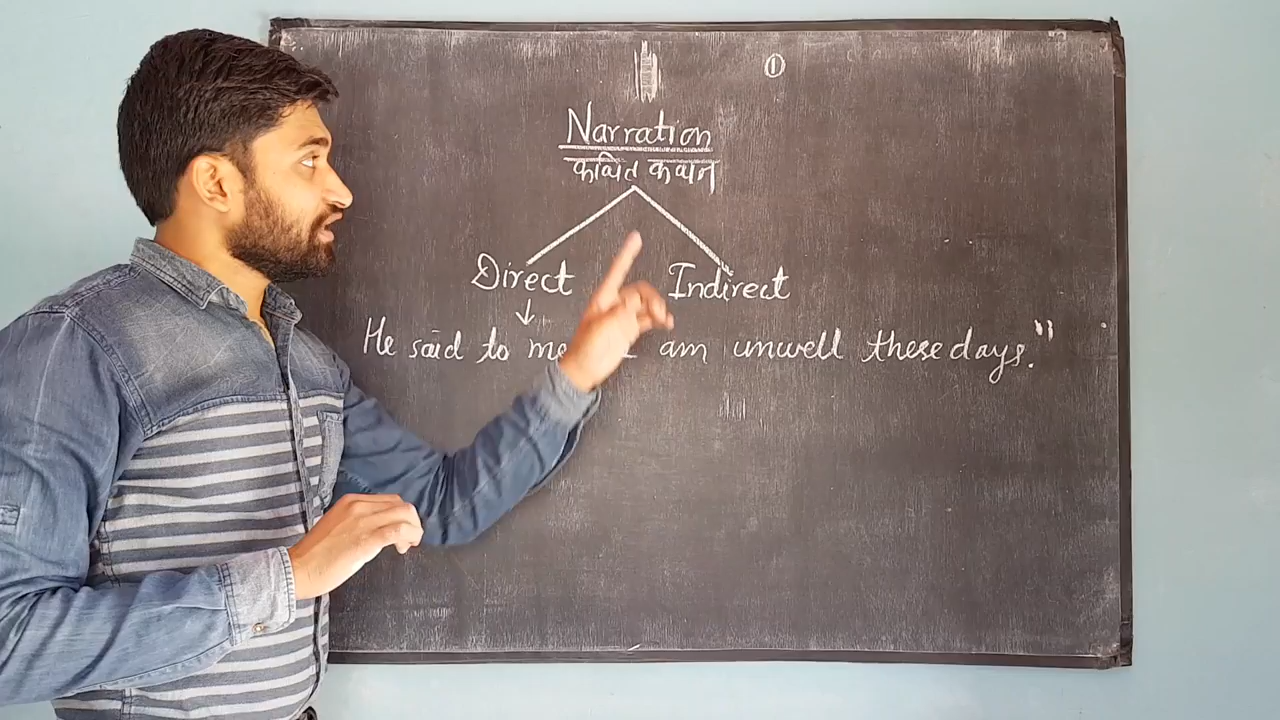 ①
Narration
कथित कथन
Direct Indirect
↓
He said to me am unwell these days."